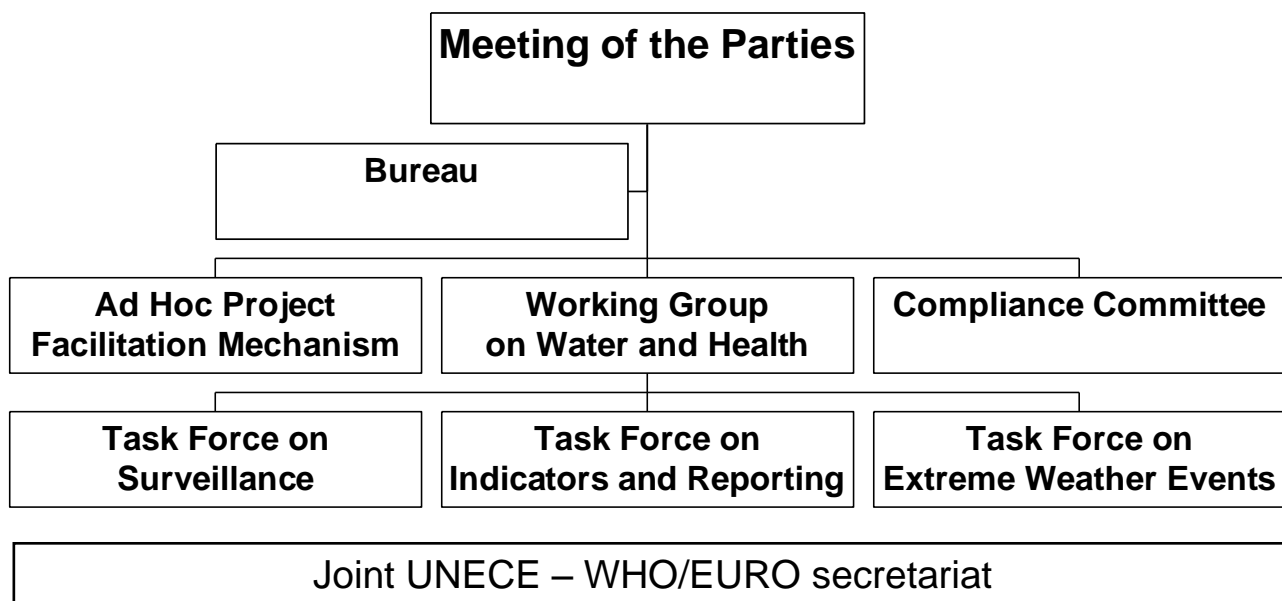 Meeting of the Parties
Bureau
Ad Hoc Project
Facilitation Mechanism
Working Group
on Water and Health
Compliance Committee
Task Force on
Surveillance
Task Force on
Indicators and Reporting
Task Force on
Extreme Weather Events
Joint UNECE – WHO/EURO secretariat